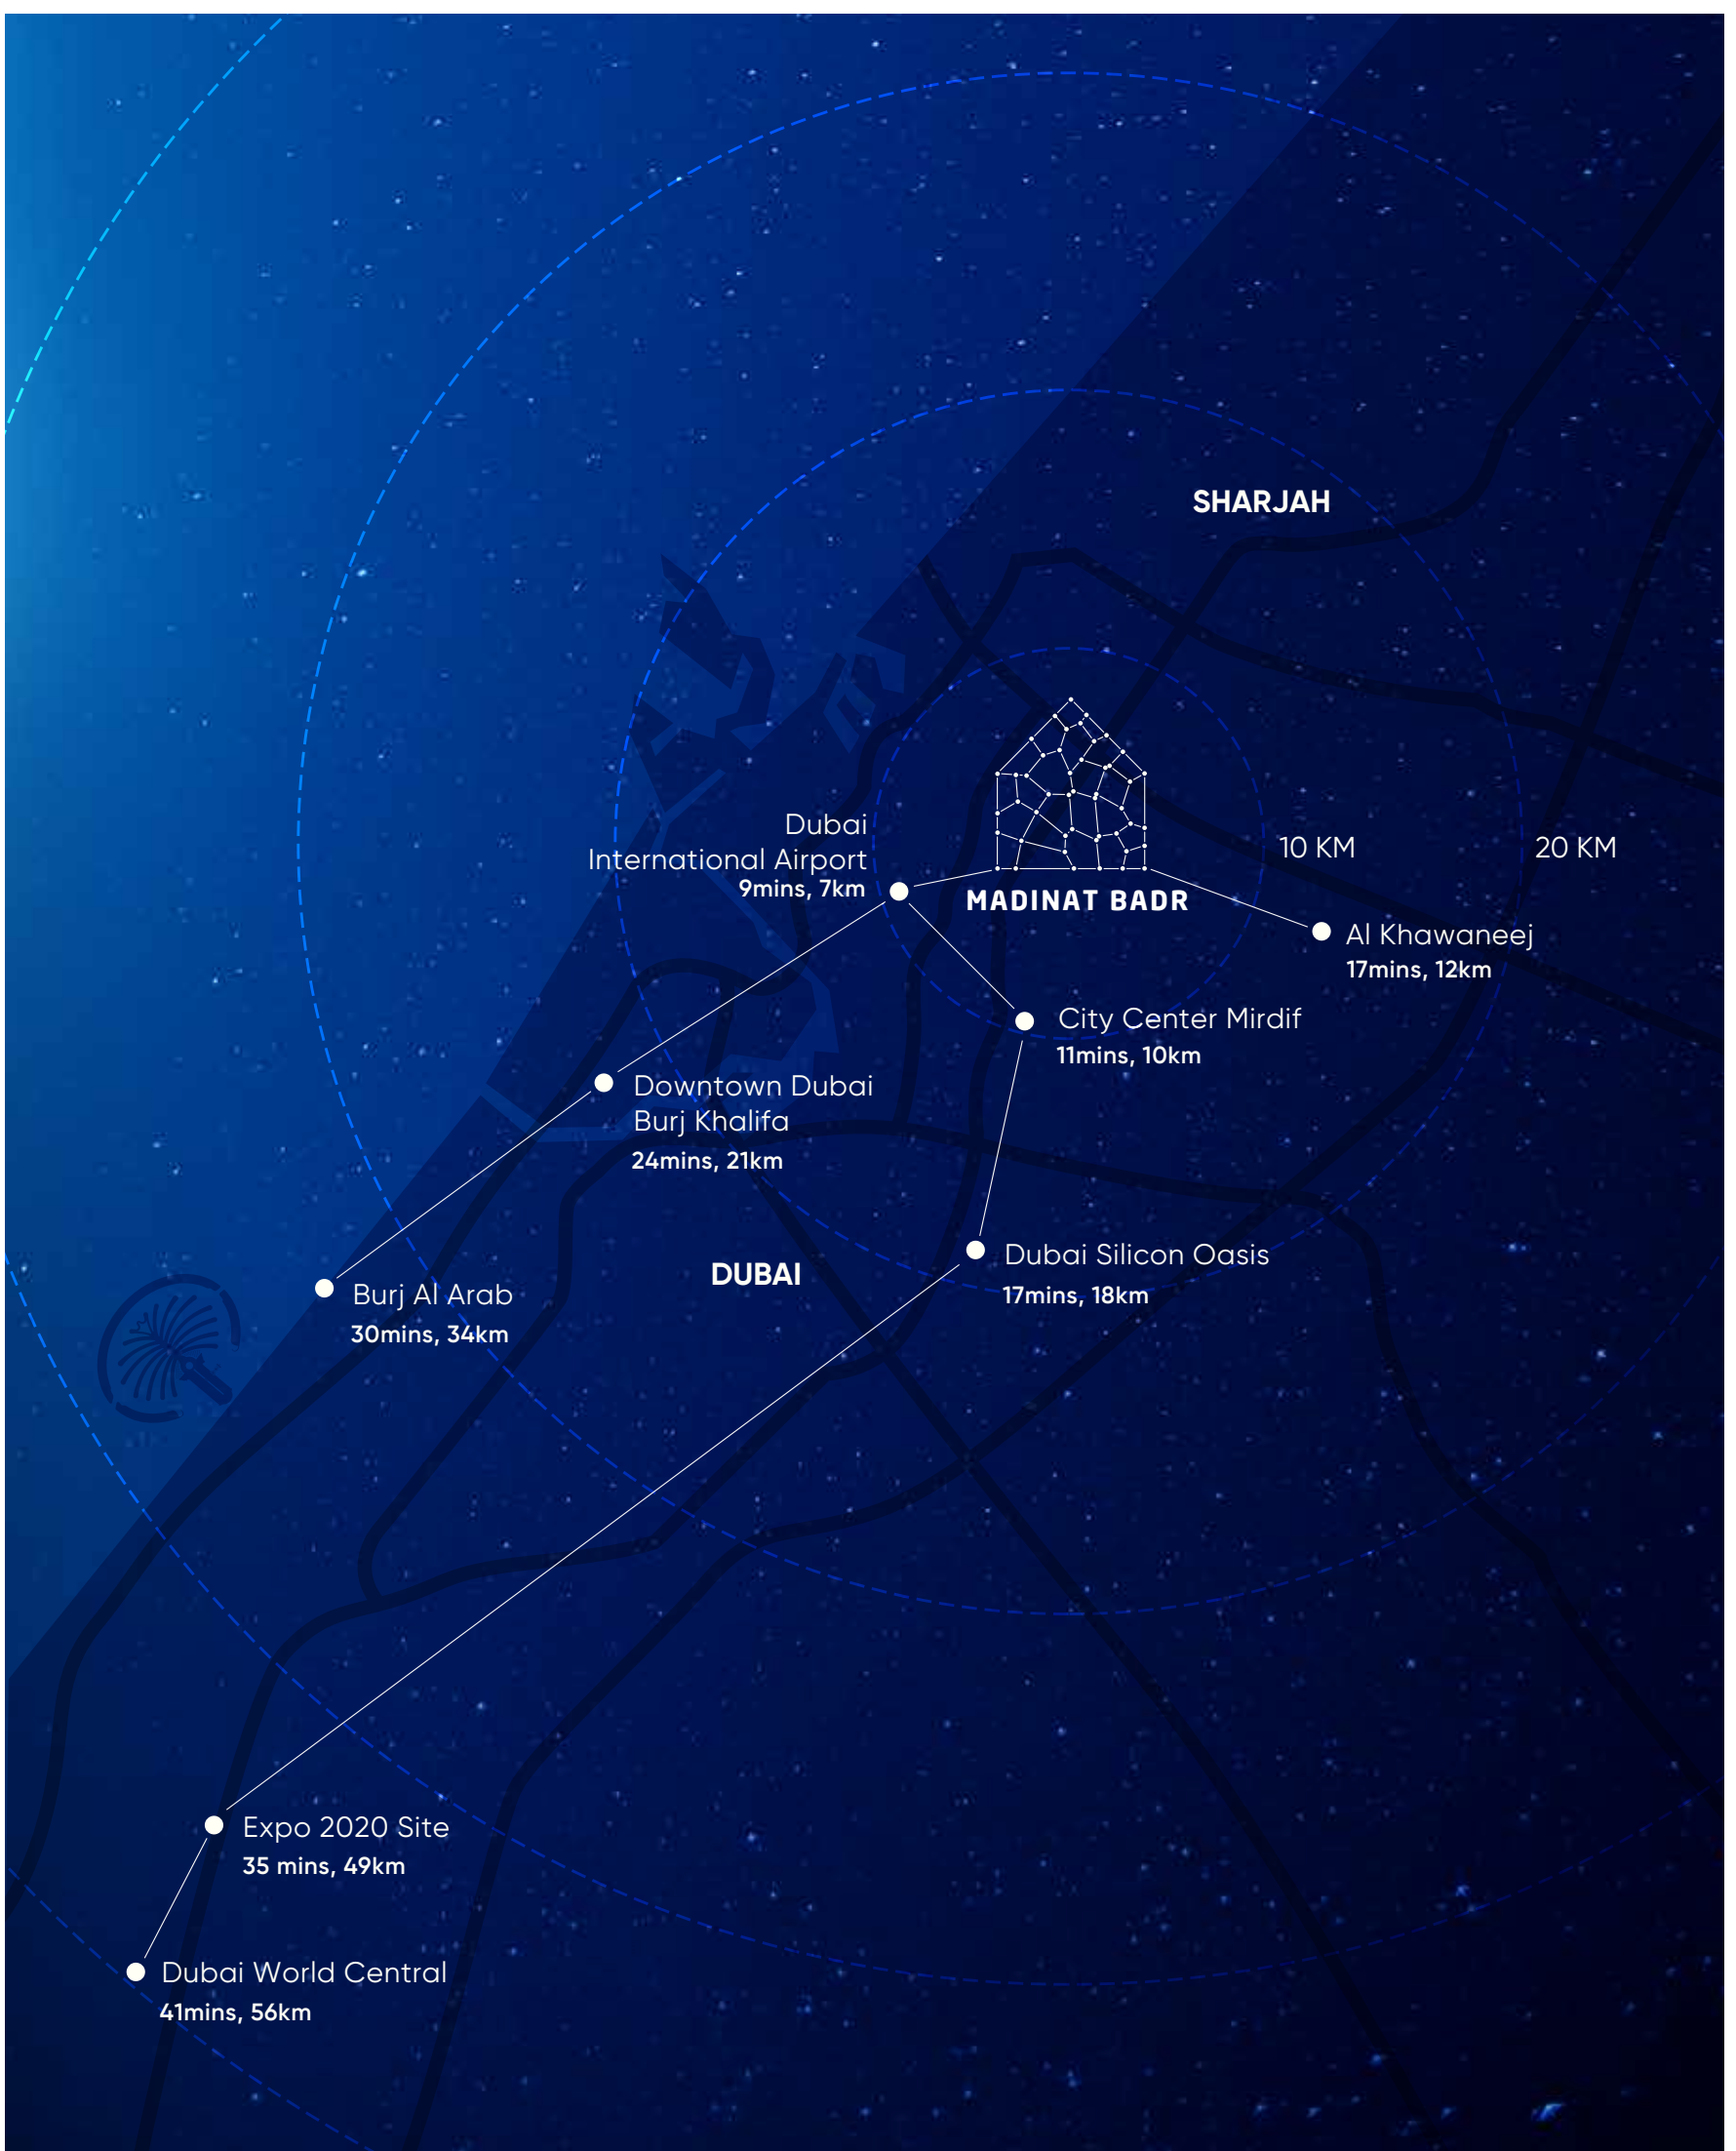 SHARJAH
Dubai
International Airport
9mins, 7km
MADINAT BADR
10 KM
20 KM
Al Khawaneej
17mins, 12km
City Center Mirdif
11mins, 10km
Downtown Dubai
Burj Khalifa
24mins, 21km
DUBAI
Dubai Silicon Oasis
17mins, 18km
Burj Al Arab
30mins, 34km
Expo 2020 Site
35 mins, 49km
Dubai World Central
41mins, 56km